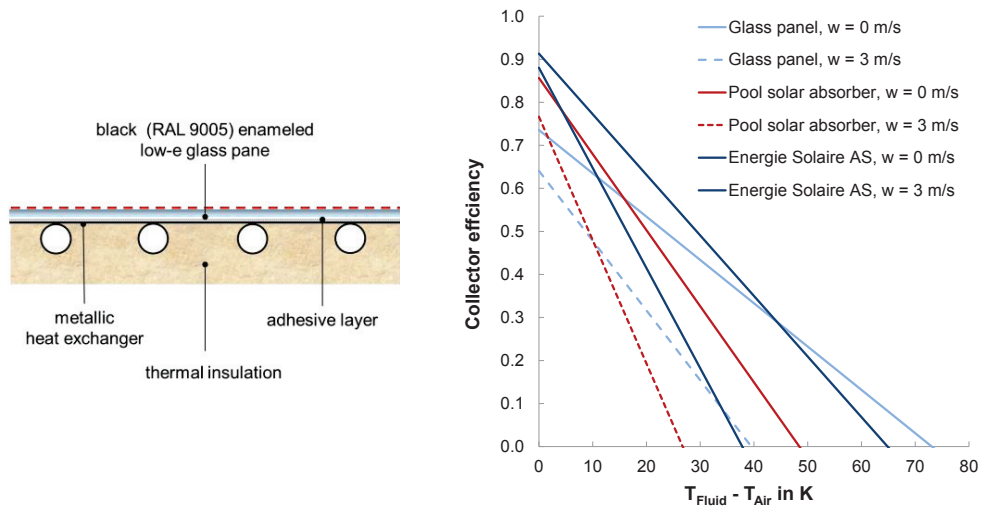 black (RAL 9005) enameled
low-e glass pane
metallic
heat exchanger
adhesive layer
thermal insulation
Collector effciency
1.0
0.9
0.8
0.7
0.6
0.5
0.4
0.3
0.2
0.1
0.0
Glass panel, w = 0 m/s
Glass panel, w = 3 m/s
Pool solar absorber, w = 0 m/s
Pool solar absorber, w = 3 m/s
Energie Solaire AS, w = 0 m/s
Energie Solaire AS, w = 3 m/s
0 10 20 30 40 50 60 70 80
T_Fluid - T_Air in K